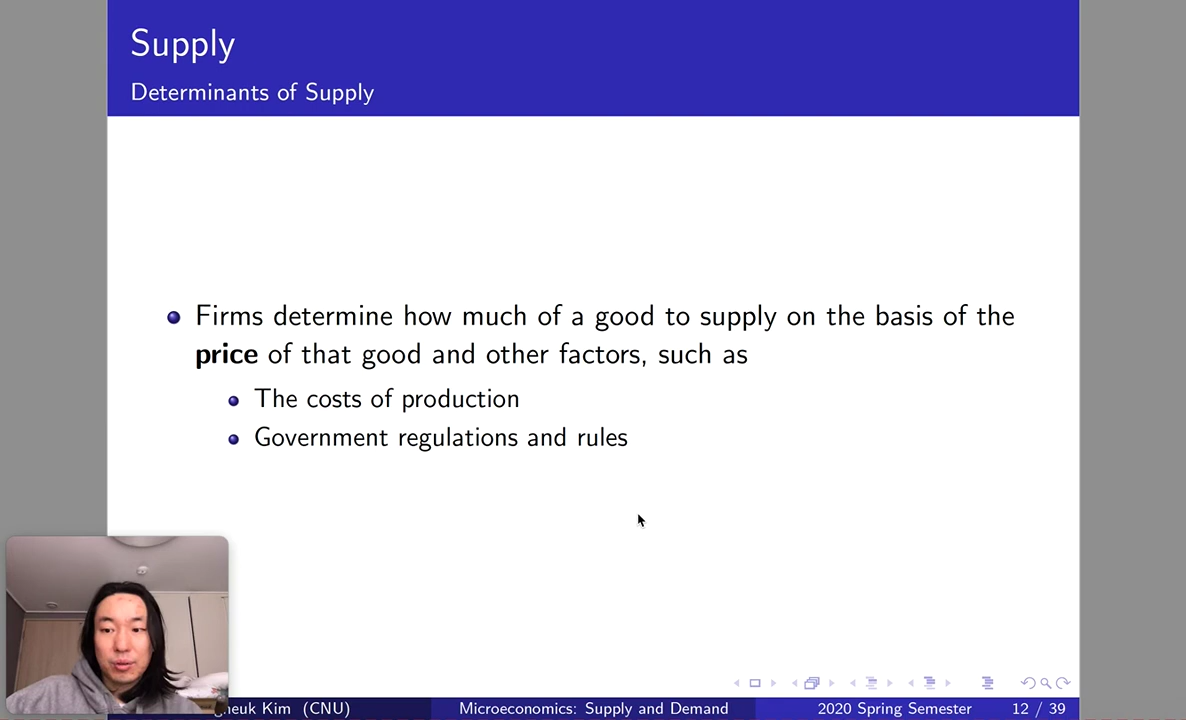 Supply
Determinants of Supply
Firms determine how much of a good to supply on the basis of the
price of that good and other factors, such as
The costs of production
Government regulations and rules
Kim (CNU) Microeconomics: Supply and Demand 2020 Spring Semester 12 / 39